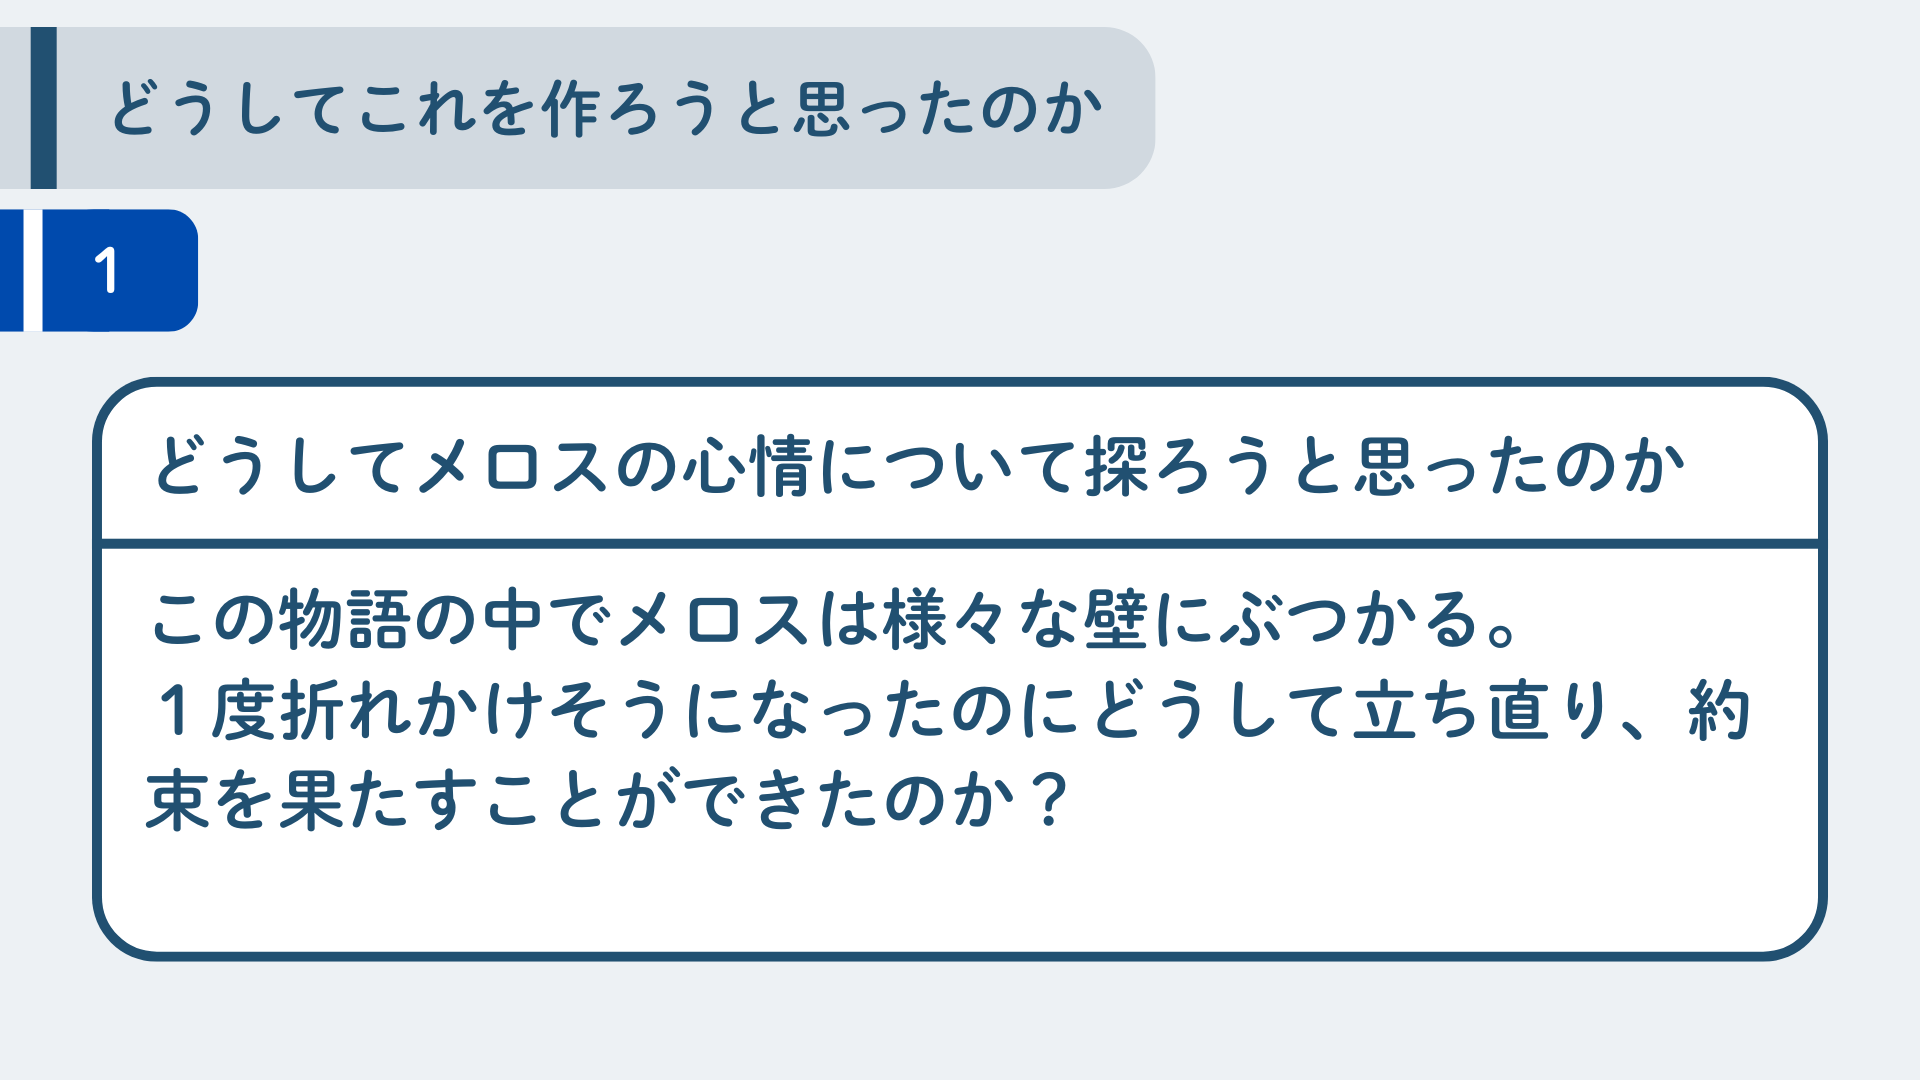 どうしてこれを作ろうと思ったのか
1
どうしてメロスの心情について探ろうと思ったのか
この物語の中でメロスは様々な壁にぶつかる。
１度折れかけそうになったのにどうして立ち直り、約
束を果たすことができたのか？